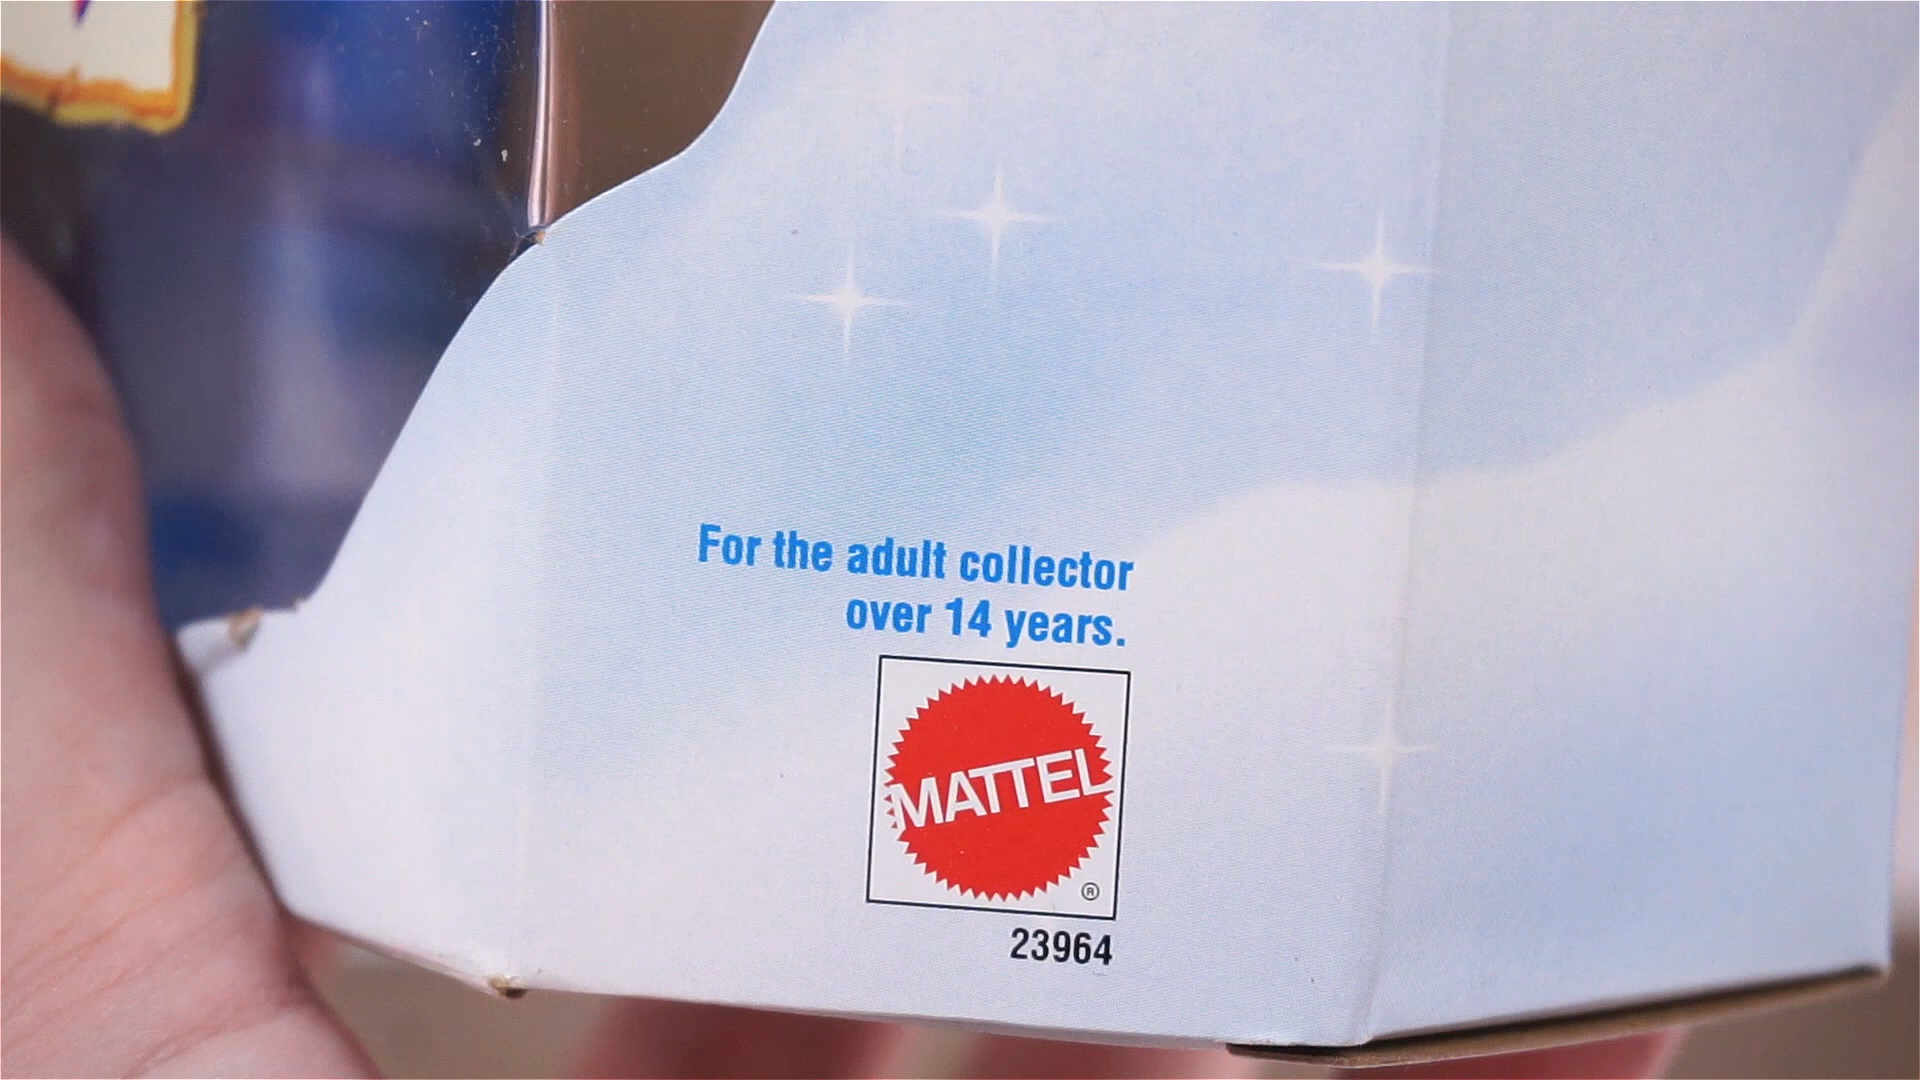 For the adult collector
over 14 years.
MATTEL
®
23964